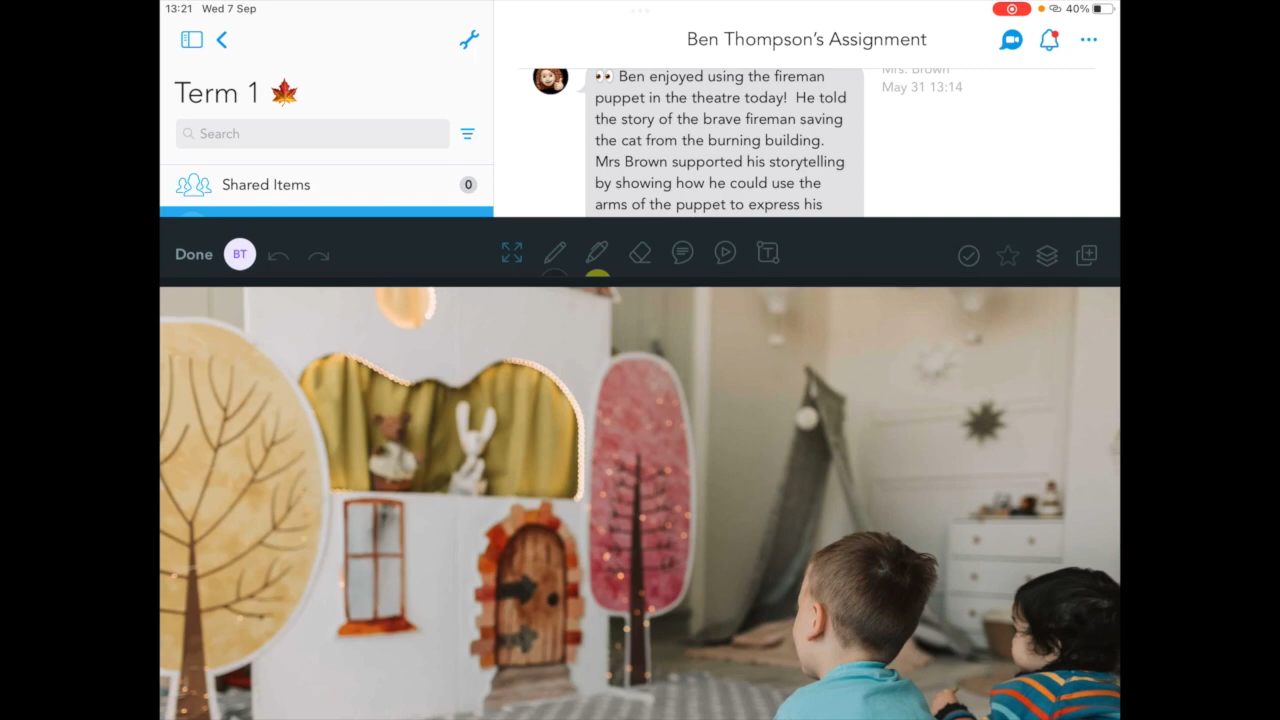 13:21 Wed 7 Sep
40%
Ben Thompson's Assignment
Term 1
Search
Shared Items
0
Mrs. Brown
May 31 13:14
👀 Ben enjoyed using the fireman
puppet in the theatre today! He told
the story of the brave fireman saving
the cat from the burning building.
Mrs Brown supported his storytelling
by showing how he could use the
arms of the puppet to express his
Done
BT